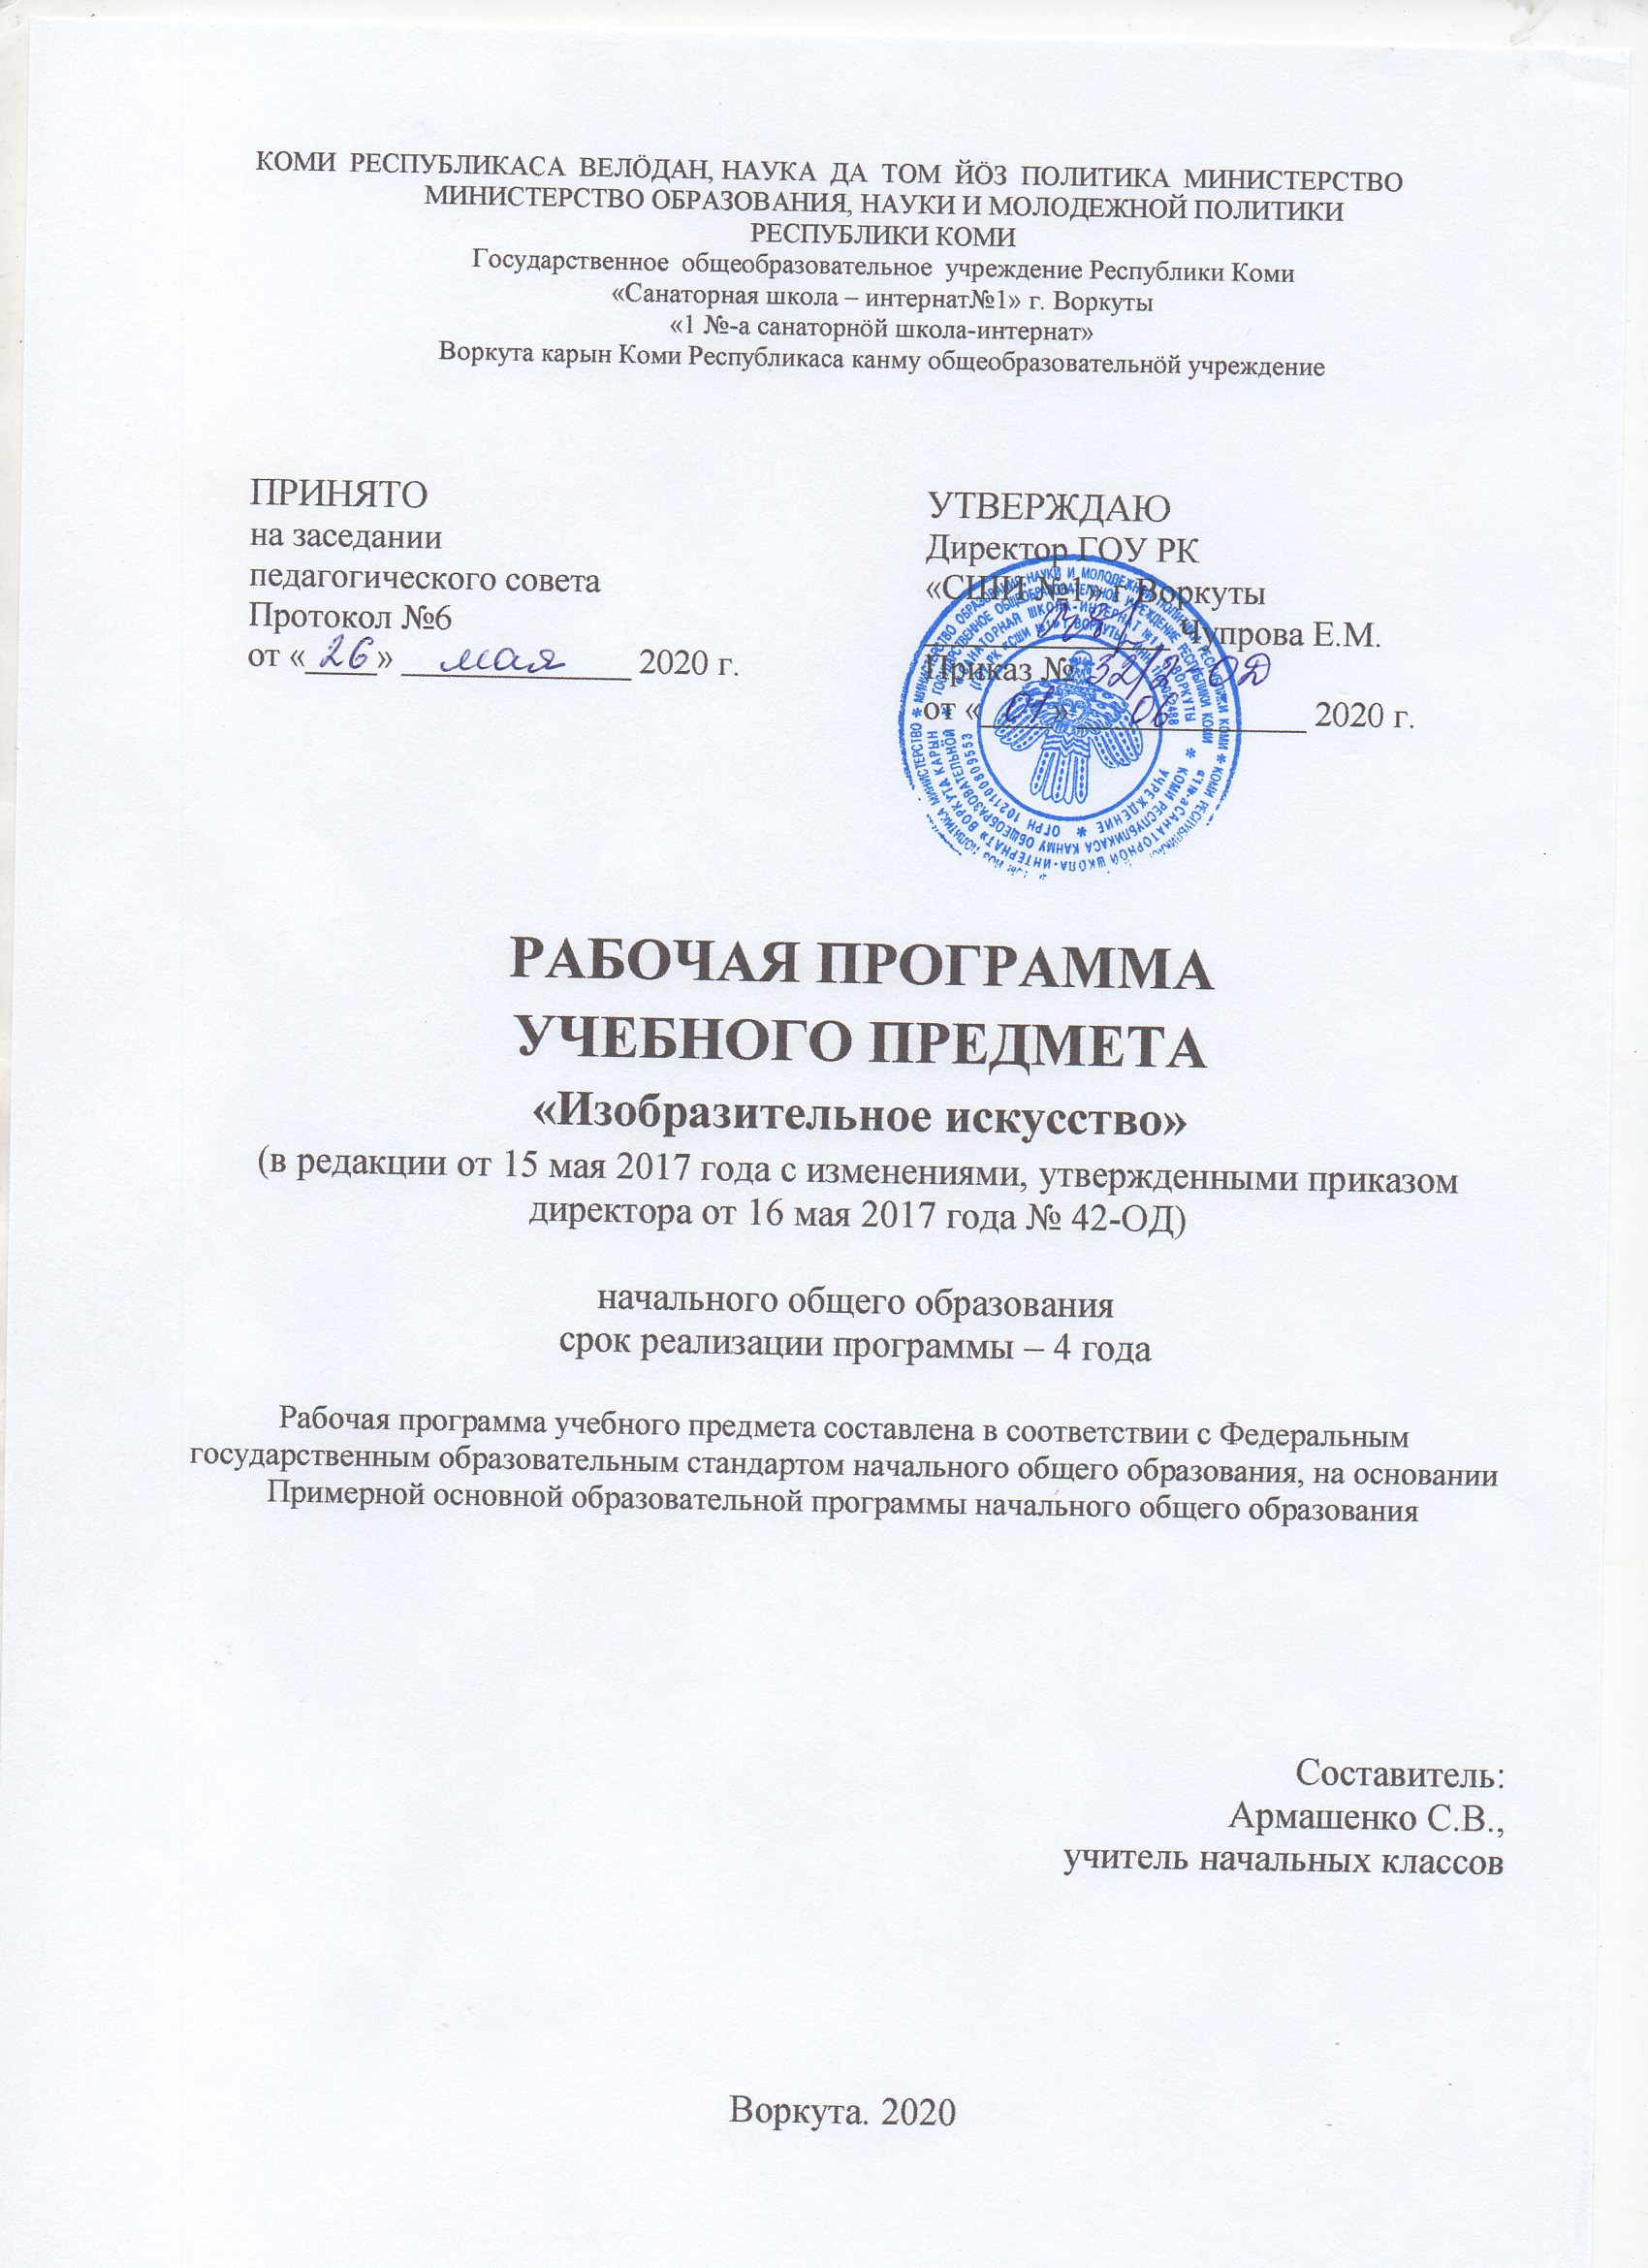 КОМИ РЕСПУБЛИКАСА ВЕЛÖДАН, НАУКА ДА ТОМ ЙÖЗ ПОЛИТИКА МИНИСТЕРСТВО
МИНИСТЕРСТВО ОБРАЗОВАНИЯ, НАУКИ И МОЛОДЕЖНОЙ ПОЛИТИКИ
РЕСПУБЛИКИ КОМИ
Государственное общеобразовательное учреждение Республики Коми
«Санаторная школа – интернат№1» г. Воркуты
«1 №-а санаторнöй школа-интернат»
Воркута карын Коми Республикаса канму общеобразовательнöй учреждение
ПРИНЯТО
на заседании
педагогического совета
Протокол №6
от «26» мая 2020 г.
УТВЕРЖДАЮ
Директор ГОУ РК
«СШИ №1» г Воркуты
Чупрова Е.М.
Приказ № 32/2-ОД
от «01» 06 2020 г.
РАБОЧАЯ ПРОГРАММА
УЧЕБНОГО ПРЕДМЕТА
«Изобразительное искусство»
(в редакции от 15 мая 2017 года с изменениями, утвержденными приказом
директора от 16 мая 2017 года № 42-ОД)
начального общего образования
срок реализации программы – 4 года
Рабочая программа учебного предмета составлена в соответствии с Федеральным
государственным образовательным стандартом начального общего образования, на основании
Примерной основной образовательной программы начального общего образования
Составитель:
Армашенко С.В.,
учитель начальных классов
Воркута. 2020